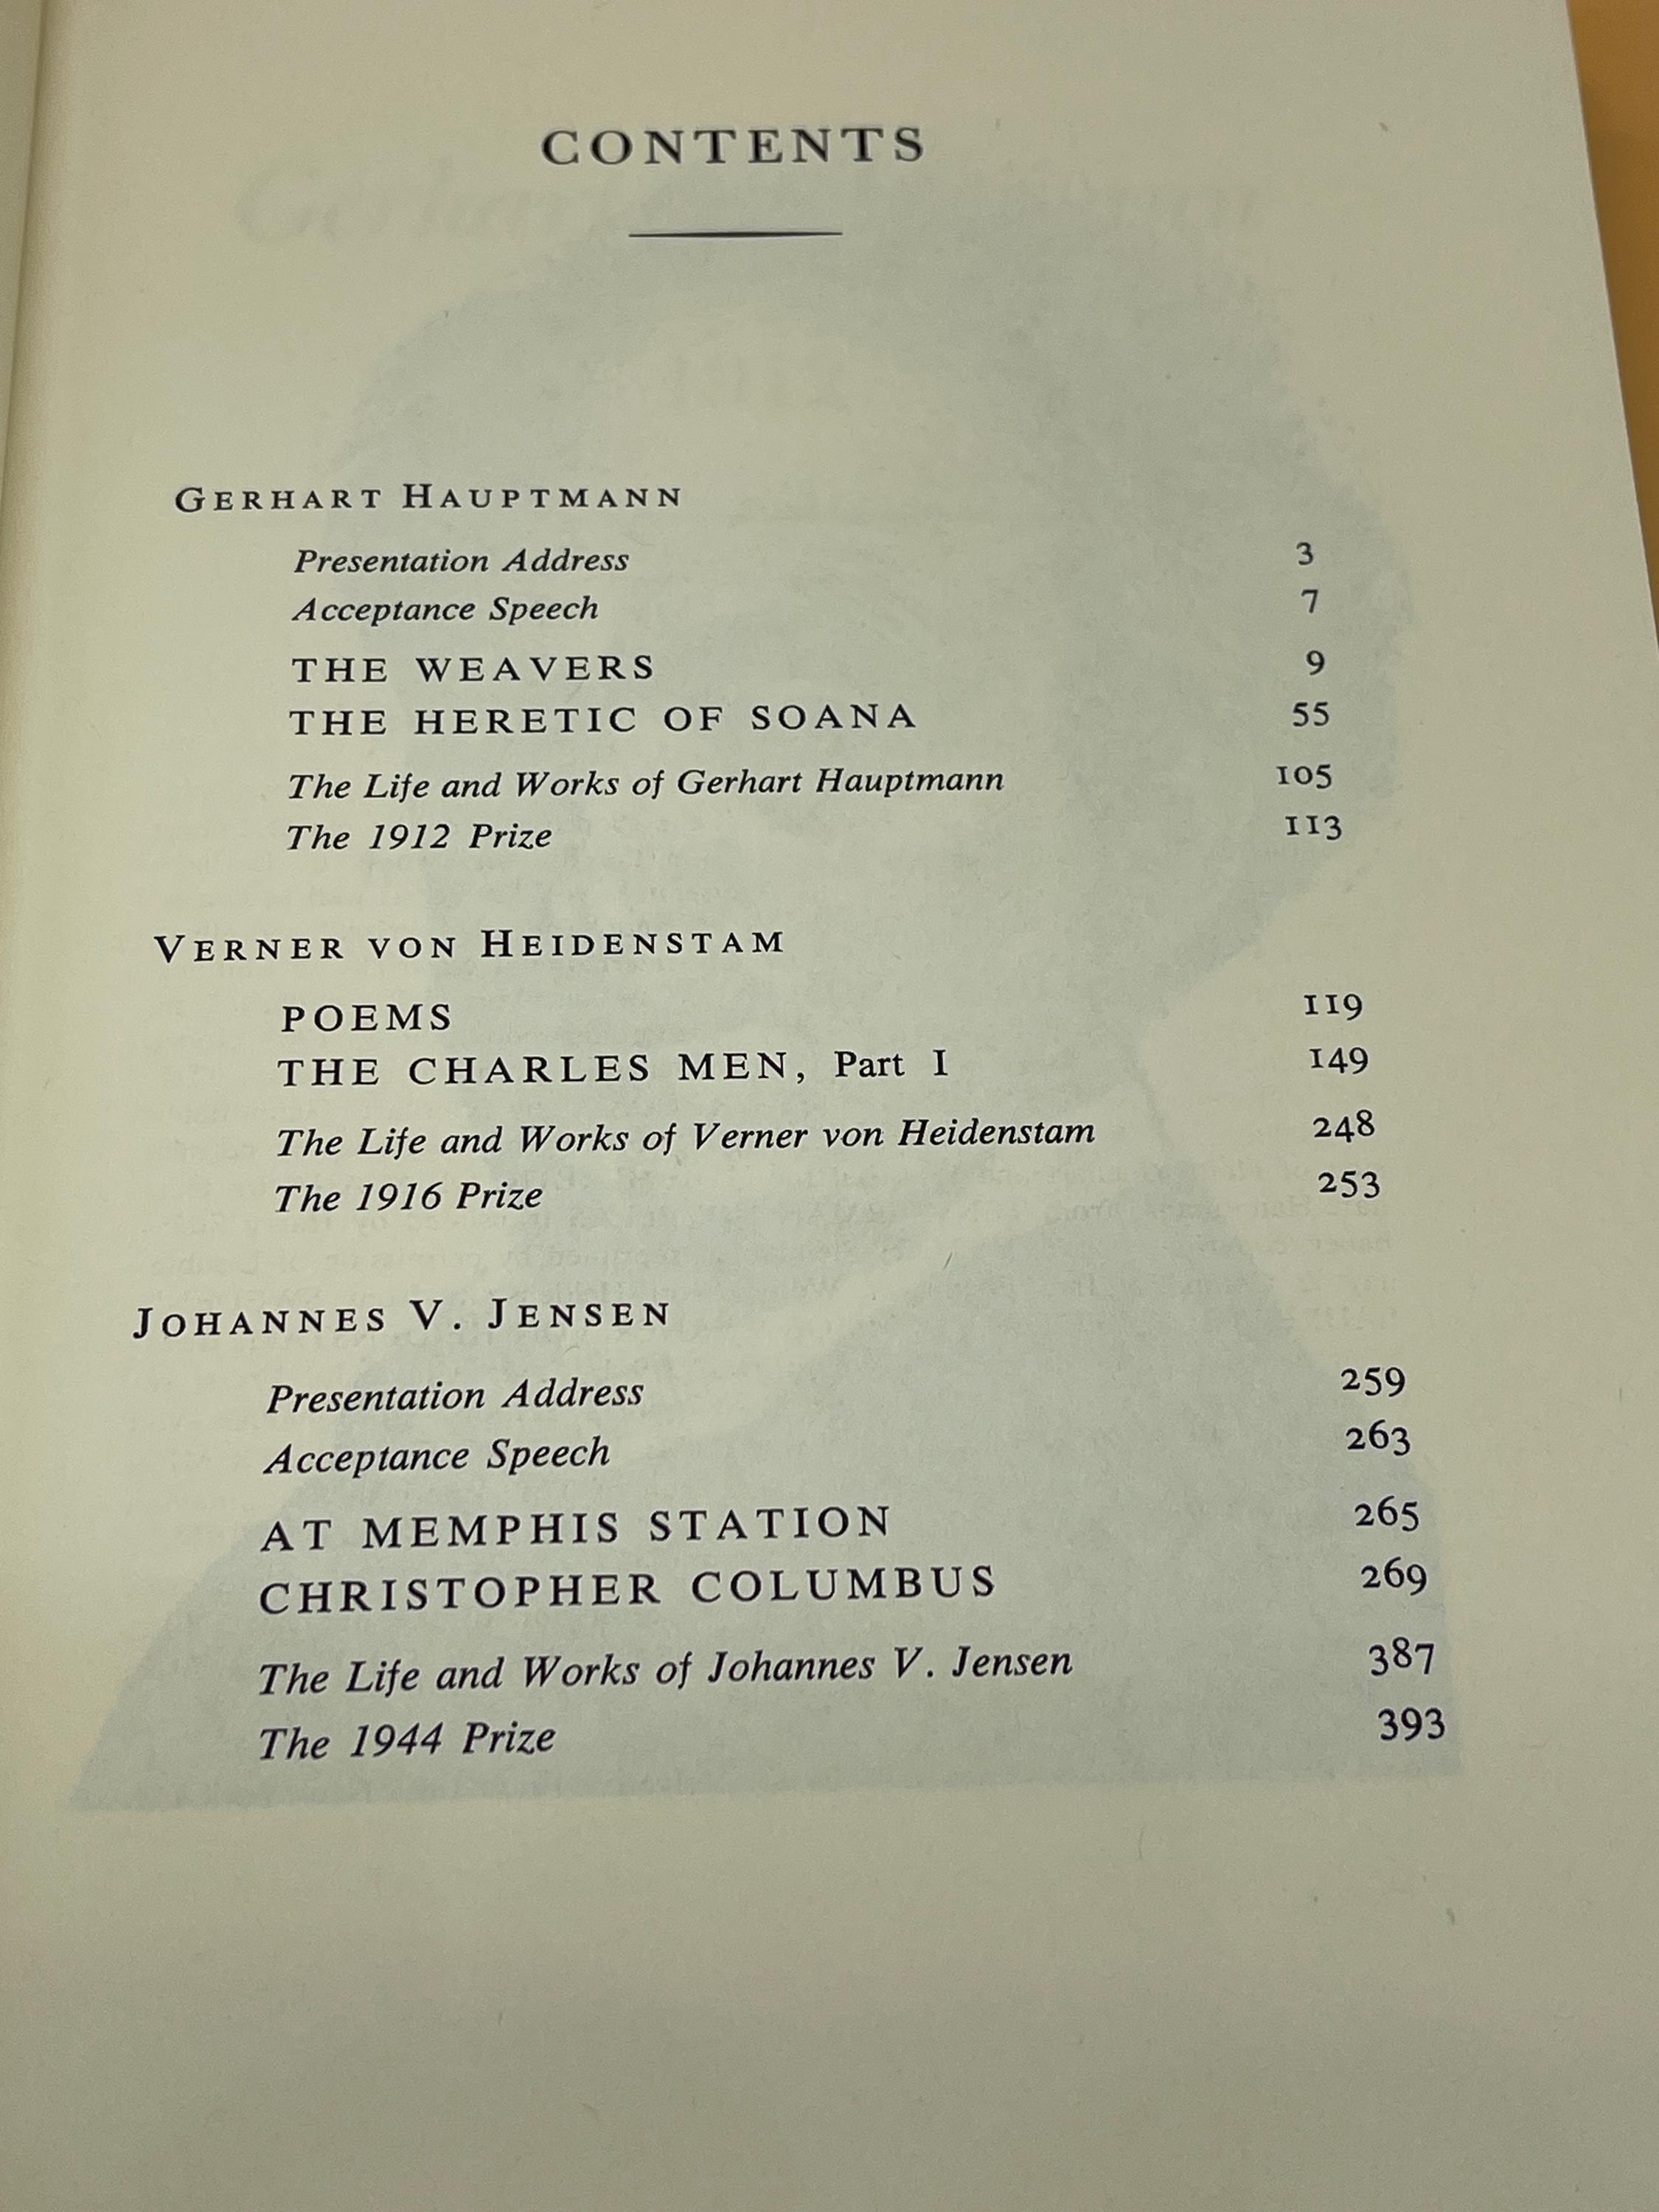 CONTENTS
GERHART HAUPTMANN
Presentation Address 3
Acceptance Speech 7
THE WEAVERS 9
THE HERETIC OF SOANA 55
The Life and Works of Gerhart Hauptmann 105
The 1912 Prize 113
VERNER VON HEIDENSTAM
POEMS 119
THE CHARLES MEN, Part I 149
The Life and Works of Verner von Heidenstam 248
The 1916 Prize 253
JOHANNES V. JENSEN
Presentation Address 259
Acceptance Speech 263
AT MEMPHIS STATION 265
CHRISTOPHER COLUMBUS 269
The Life and Works of Johannes V. Jensen 387
The 1944 Prize 393